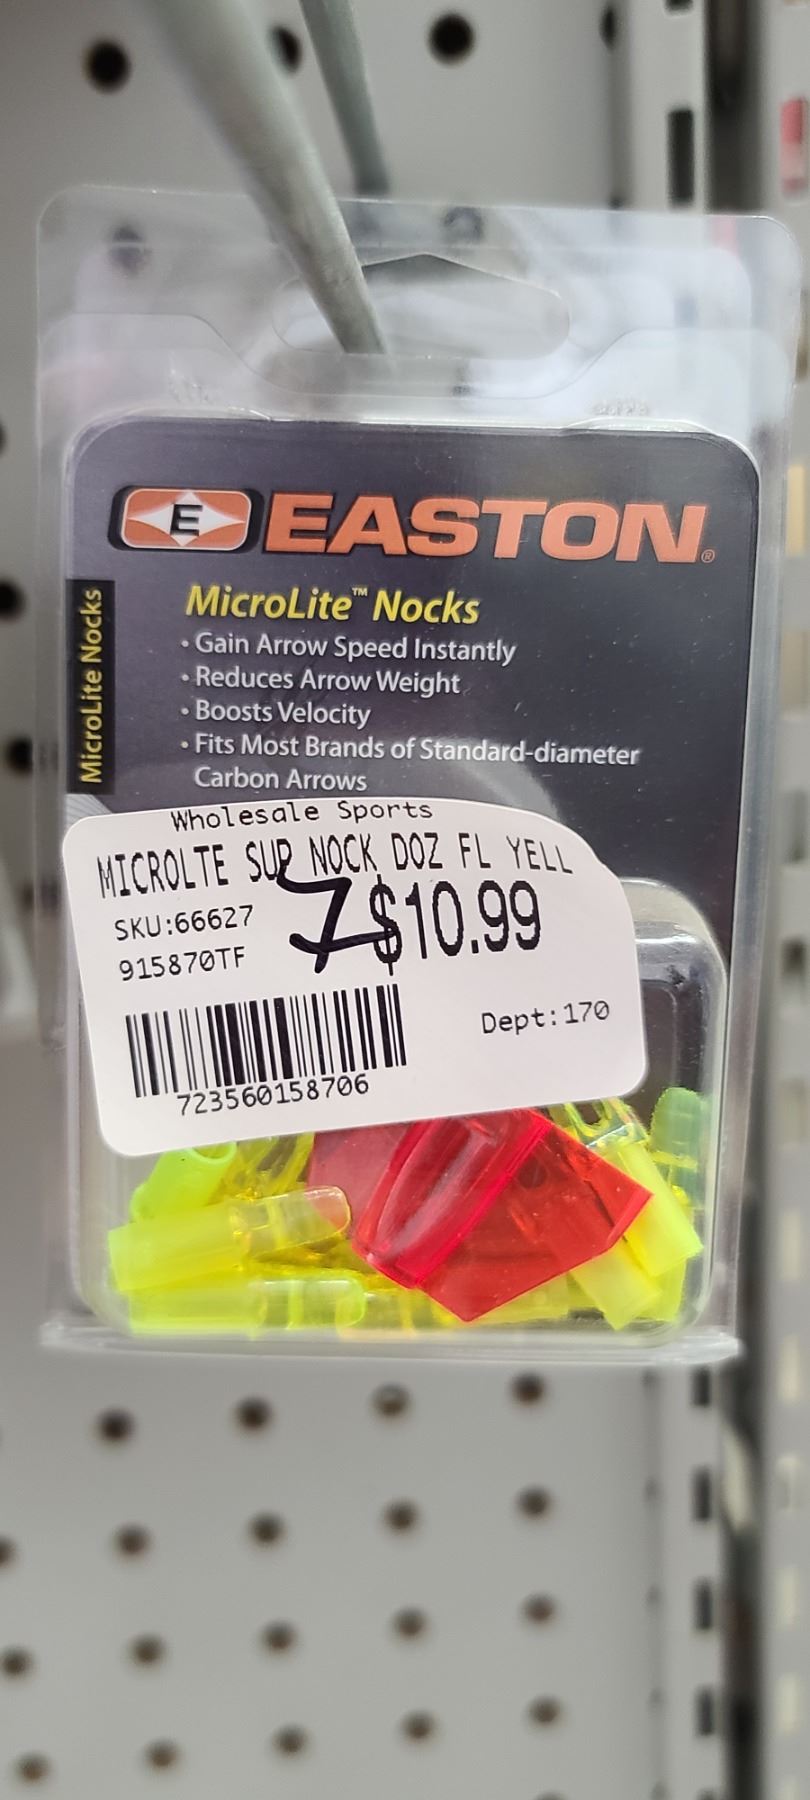 E EASTON®
MicroLite Nocks
MicroLite™ Nocks
• Gain Arrow Speed Instantly
• Reduces Arrow Weight
• Boosts Velocity
• Fits Most Brands of Standard-diameter
Carbon Arrows
Wholesale Sports
MICROLTE SUP NOCK DOZ FL YELL
SKU:66627
7 $10.99
915870TF
Dept:170
723560158706